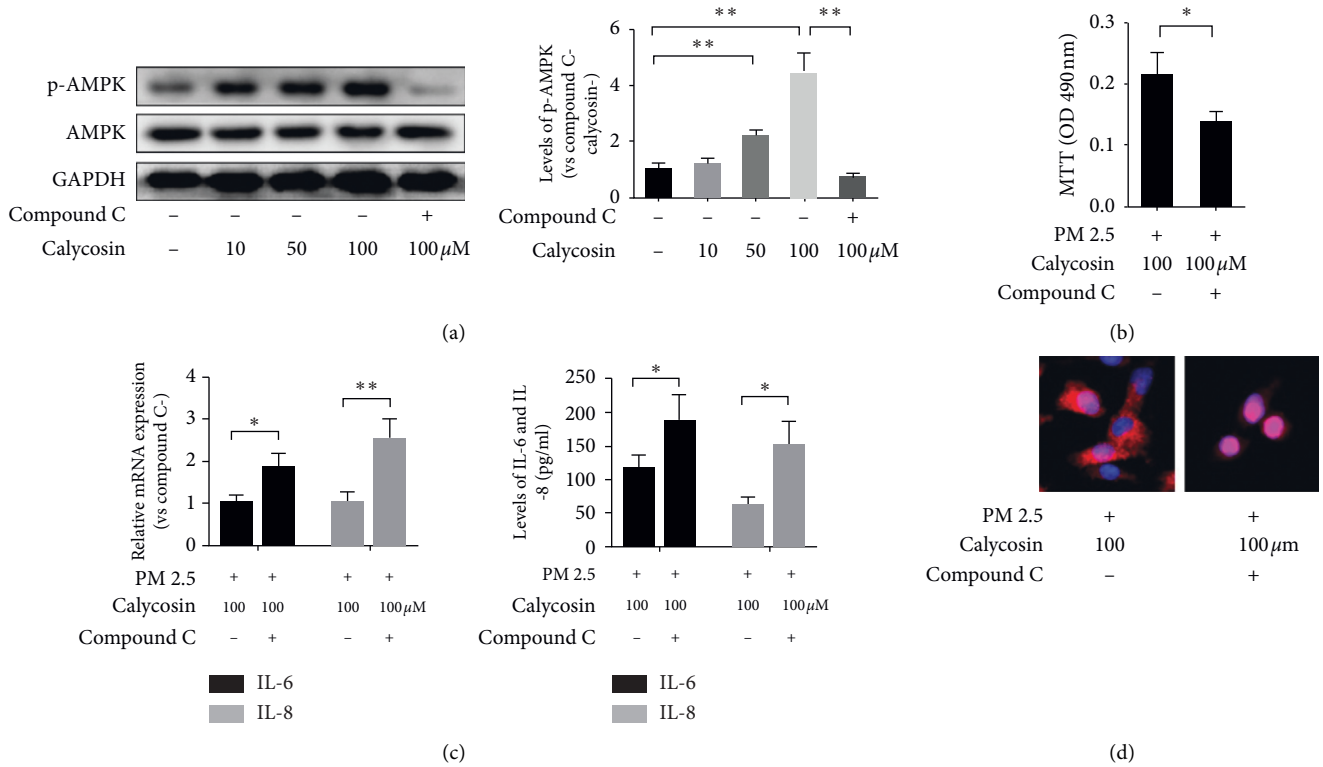 p-AMPK
AMPK
GAPDH
Compound C – – – – +
Calycosin – 10 50 100 100 μM
Levels of p-AMPK
(vs compound C-
calycosin-)
6
4
2
0
** ** **
Compound C – – – – +
Calycosin – 10 50 100 100 μM
(a)
MTT (OD 490nm)
0.3
0.2
0.1
0.0
*
PM 2.5 + +
Calycosin 100 100 μM
Compound C – +
(b)
Relative mRNA expression
(vs compound C-)
4
3
2
1
0
* **
PM 2.5 + + + +
Calycosin 100 100 100 100 μM
Compound C – + – +
IL-6
IL-8
Levels of IL-6 and IL
-8 (pg/ml)
250
200
150
100
50
0
* *
PM 2.5 + + + +
Calycosin 100 100 100 100 μM
Compound C – + – +
IL-6
IL-8
(c)
PM 2.5 + +
Calycosin 100 100 μm
Compound C – +
(d)